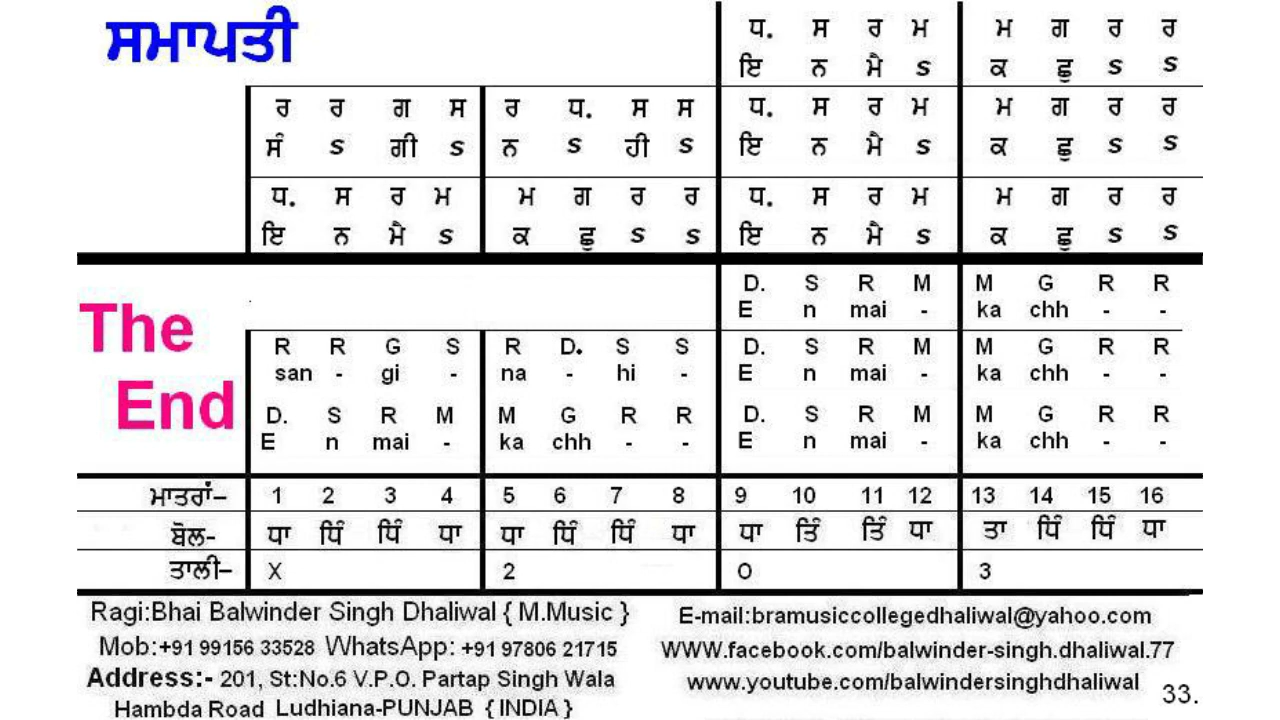 ਸਮਾਪਤੀ
ਧ. ਸ ਰ ਮ ਮ ਗ ਰ ਰ
ਇ ਨ ਮੈ S ਕ ਛੁ S S
ਰ ਰ ਗ ਸ ਰ ਧ. ਸ ਸ ਧ. ਸ ਰ ਮ ਮ ਗ ਰ ਰ
ਸੰ S ਗੀ S ਨ S ਹੀ S ਇ ਨ ਮੈ S ਕ ਛੁ S S
ਧ. ਸ ਰ ਮ ਮ ਗ ਰ ਰ ਧ. ਸ ਰ ਮ ਮ ਗ ਰ ਰ
ਇ ਨ ਮੈ S ਕ ਛੁ S S ਇ ਨ ਮੈ S ਕ ਛੁ S S
The
End
D. S R M M G R R
E n mai - ka chh - -
R R G S R D. S S D. S R M M G R R
san - gi - na - hi - E n mai - ka chh - -
D. S R M M G R R D. S R M M G R R
E n mai - ka chh - - E n mai - ka chh - -
ਮਾਤਰਾਂ– 1 2 3 4 5 6 7 8 9 10 11 12 13 14 15 16
ਬੋਲ- ਧਾ ਧਿੰ ਧਿੰ ਧਾ ਧਾ ਧਿੰ ਧਿੰ ਧਾ ਧਾ ਤਿੰ ਤਿੰ ਧਾ ਤਾ ਧਿੰ ਧਿੰ ਧਾ
ਤਾਲੀ– X 2 O 3
Ragi:Bhai Balwinder Singh Dhaliwal { M.Music }
Mob:+91 99156 33528 WhatsApp: +91 97806 21715
Address:- 201, St:No.6 V.P.O. Partap Singh Wala
Hambda Road Ludhiana-PUNJAB { INDIA }
E-mail:bramusiccollegedhaliwal@yahoo.com
WWW.facebook.com/balwinder-singh.dhaliwal.77
www.youtube.com/balwindersinghdhaliwal
33.